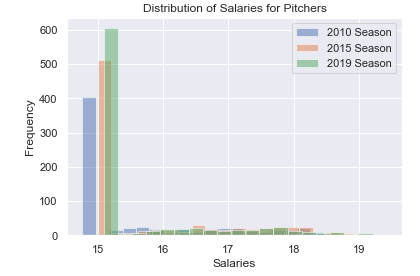 Distribution of Salaries for Pitchers
2010 Season
2015 Season
2019 Season
Frequency
600
500
400
300
200
100
0
15
16
17
18
19
Salaries